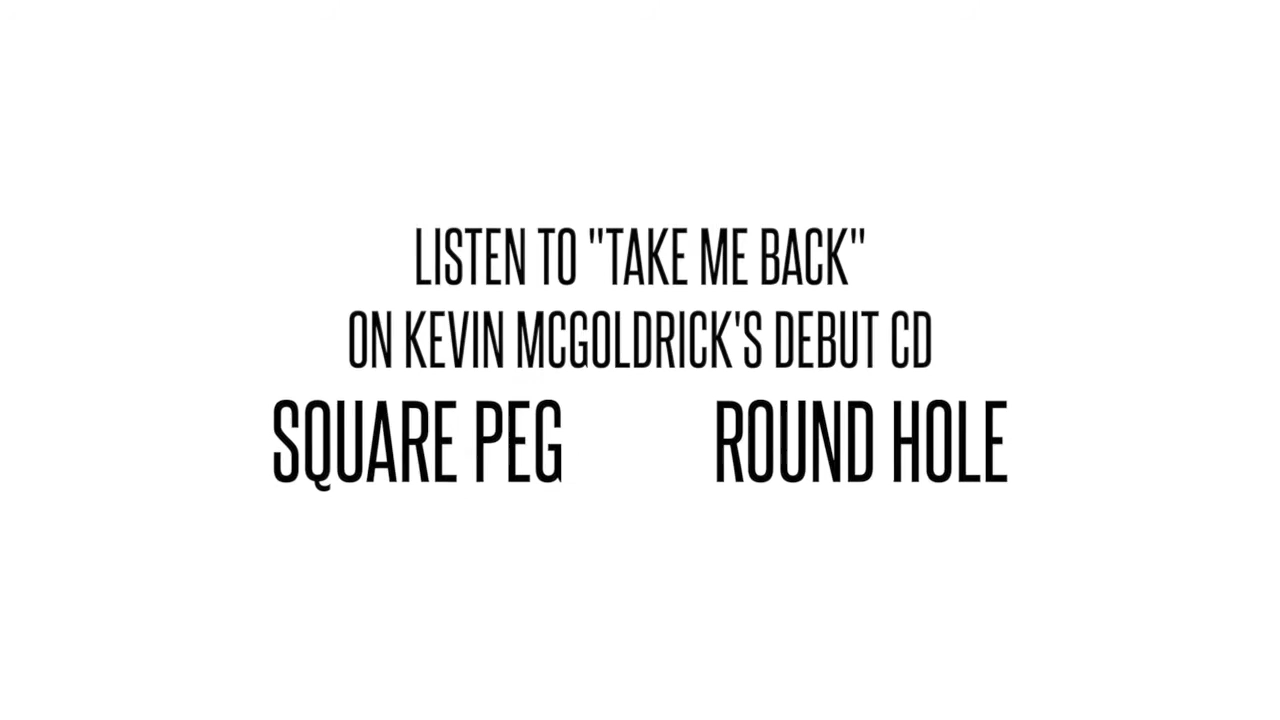 LISTEN TO "TAKE ME BACK"
ON KEVIN MCGOLDRICK'S DEBUT CD
SQUARE PEG ROUND HOLE